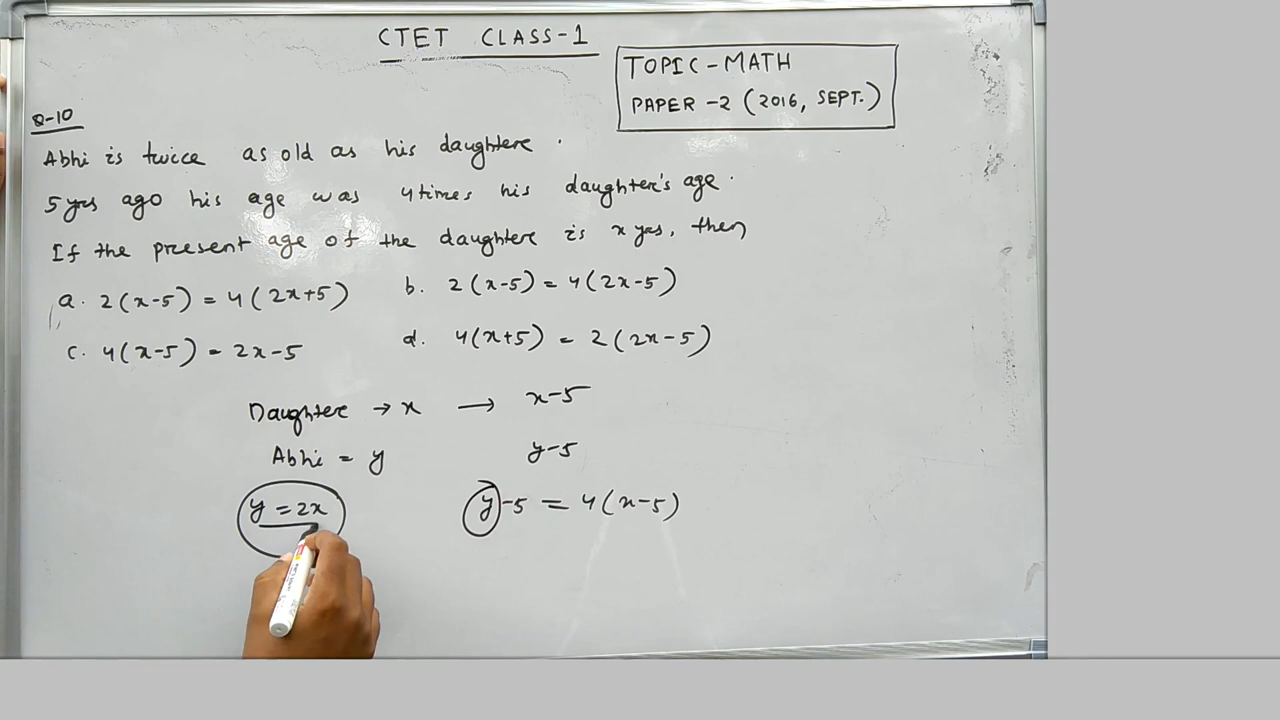 CTET CLASS-1
TOPIC-MATH
PAPER-2 (2016, SEPT.)
Q-10
Abhi is twice as old as his daughtere.
5 yrs ago his age was 4 times his daughter's age.
If the present age of the daughtere is x yrs, then
a. 2(x-5) = 4(2x+5) b. 2(x-5) = 4(2x-5)
c. 4(x-5) = 2x-5 d. 4(x+5) = 2(2x-5)
Daughtere → x → x-5
Abhi = y y-5
y = 2x y-5 = 4(x-5)